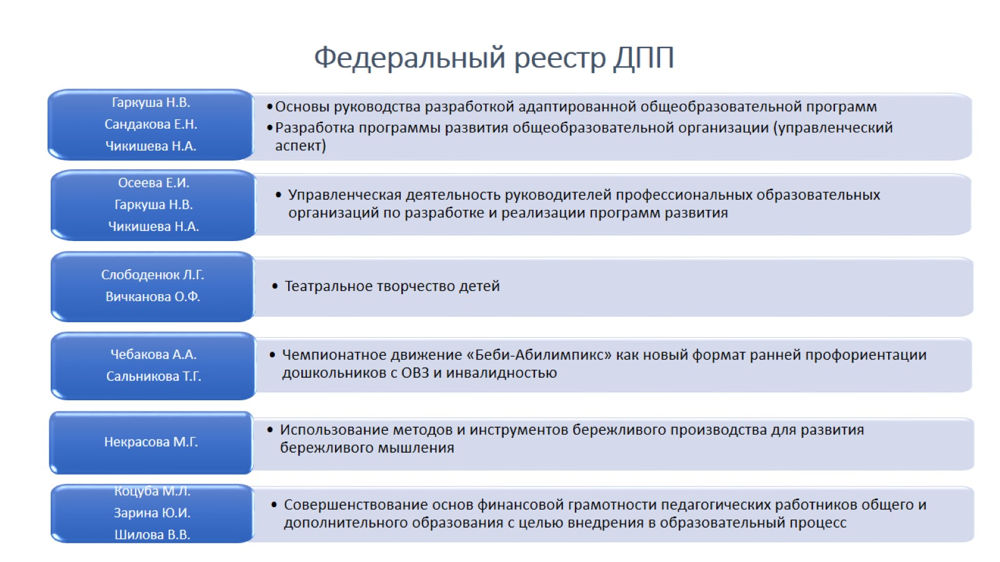 Федеральный реестр ДПП
Гаркуша Н.В.
Сандакова Е.Н.
Чикишева Н.А.
•Основы руководства разработкой адаптированной общеобразовательной программ
•Разработка программы развития общеобразовательной организации (управленческий
аспект)
Осеева Е.И.
Гаркуша Н.В.
Чикишева Н.А.
• Управленческая деятельность руководителей профессиональных образовательных
организаций по разработке и реализации программ развития
Слободенюк Л.Г.
Вичканова О.Ф.
• Театральное творчество детей
Чебакова А.А.
Сальникова Т.Г.
• Чемпионатное движение «Беби-Абилимпикс» как новый формат ранней профориентации
дошкольников с ОВЗ и инвалидностью
Некрасова М.Г.
• Использование методов и инструментов бережливого производства для развития
бережливого мышления
Коцуба М.Л.
Зарина Ю.И.
Шилова В.В.
• Совершенствование основ финансовой грамотности педагогических работников общего и
дополнительного образования с целью внедрения в образовательный процесс